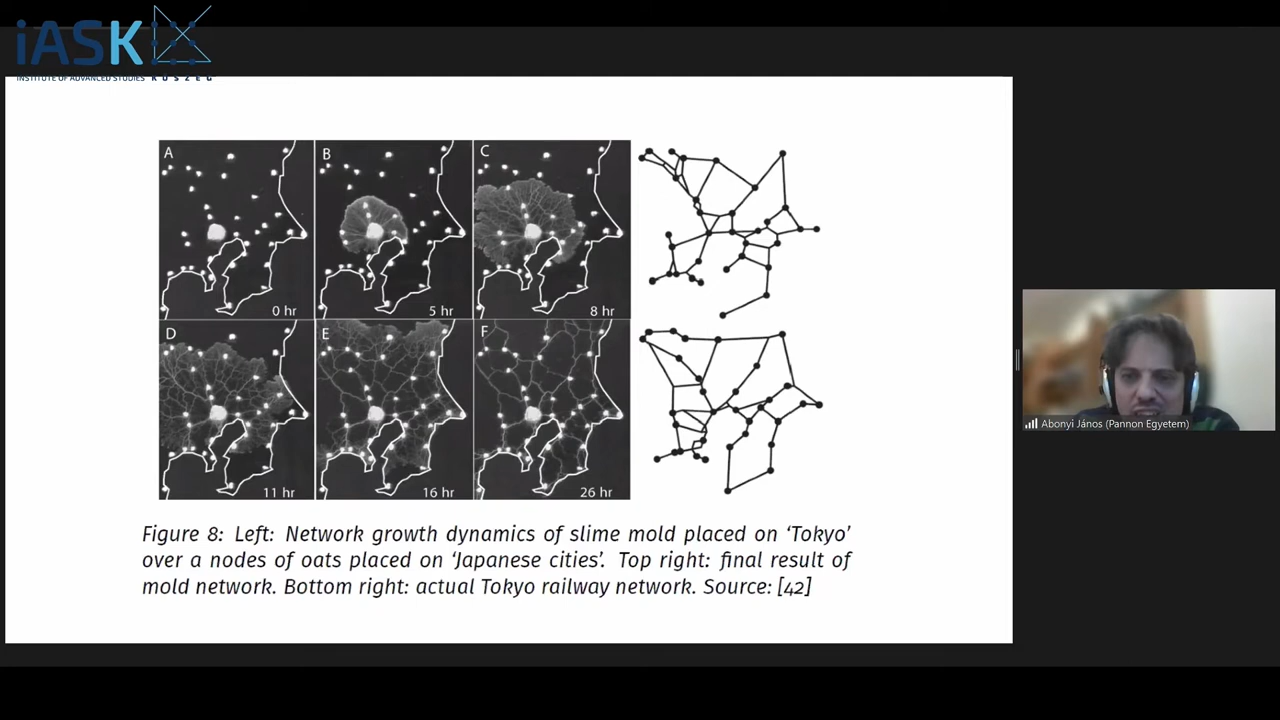 iASK
INSTITUTE OF ADVANCED STUDIES KŐSZEG
A
B
C
0 hr
5 hr
8 hr
D
E
F
11 hr
16 hr
26 hr
Figure 8: Left: Network growth dynamics of slime mold placed on ‘Tokyo’
over a nodes of oats placed on ‘Japanese cities’. Top right: final result of
mold network. Bottom right: actual Tokyo railway network. Source: [42]
Abonyi János (Pannon Egyetem)